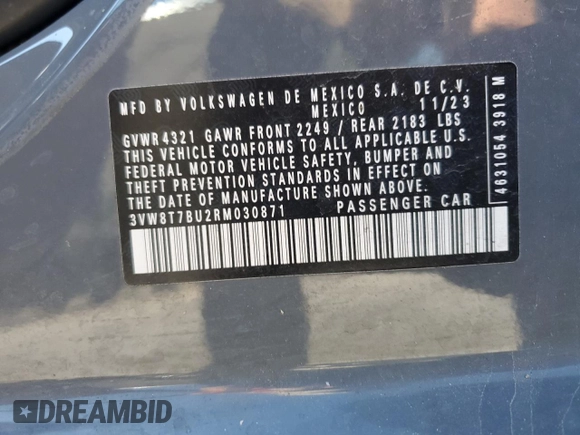 MFD BY VOLKSWAGEN DE MEXICO S.A. DE C.V.
MEXICO 11/23
GVWR 4321 GAWR FRONT 2249 / REAR 2183 LBS
THIS VEHICLE CONFORMS TO ALL APPLICABLE
FEDERAL MOTOR VEHICLE SAFETY, BUMPER AND
THEFT PREVENTION STANDARDS IN EFFECT ON
THE DATE OF MANUFACTURE SHOWN ABOVE.
3VW8T7BU2RM030871 PASSENGER CAR
4631054 3918M
DREAMBID